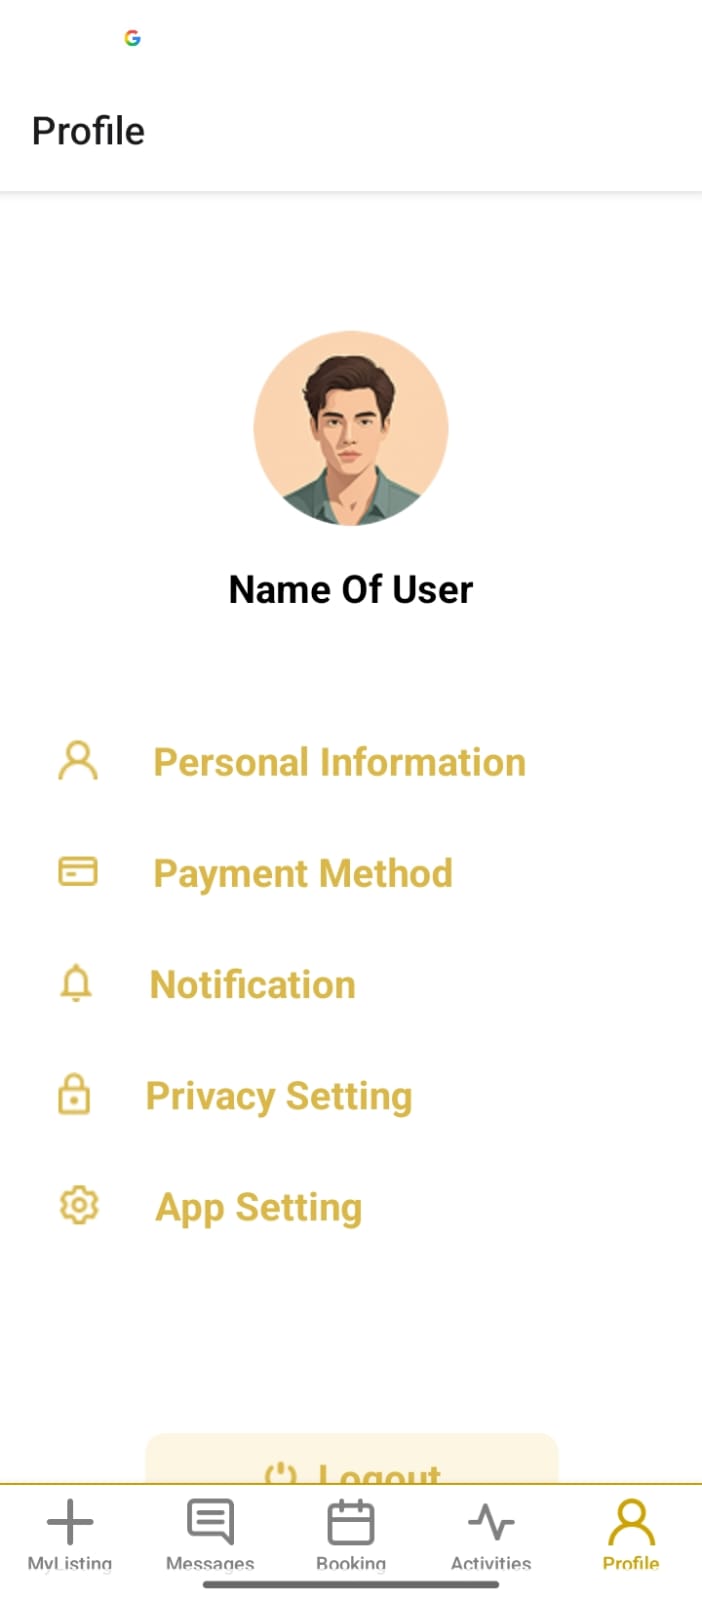 Profile
Name Of User
Personal Information
Payment Method
Notification
Privacy Setting
App Setting
Logout
MyListing
Messages
Booking
Activities
Profile